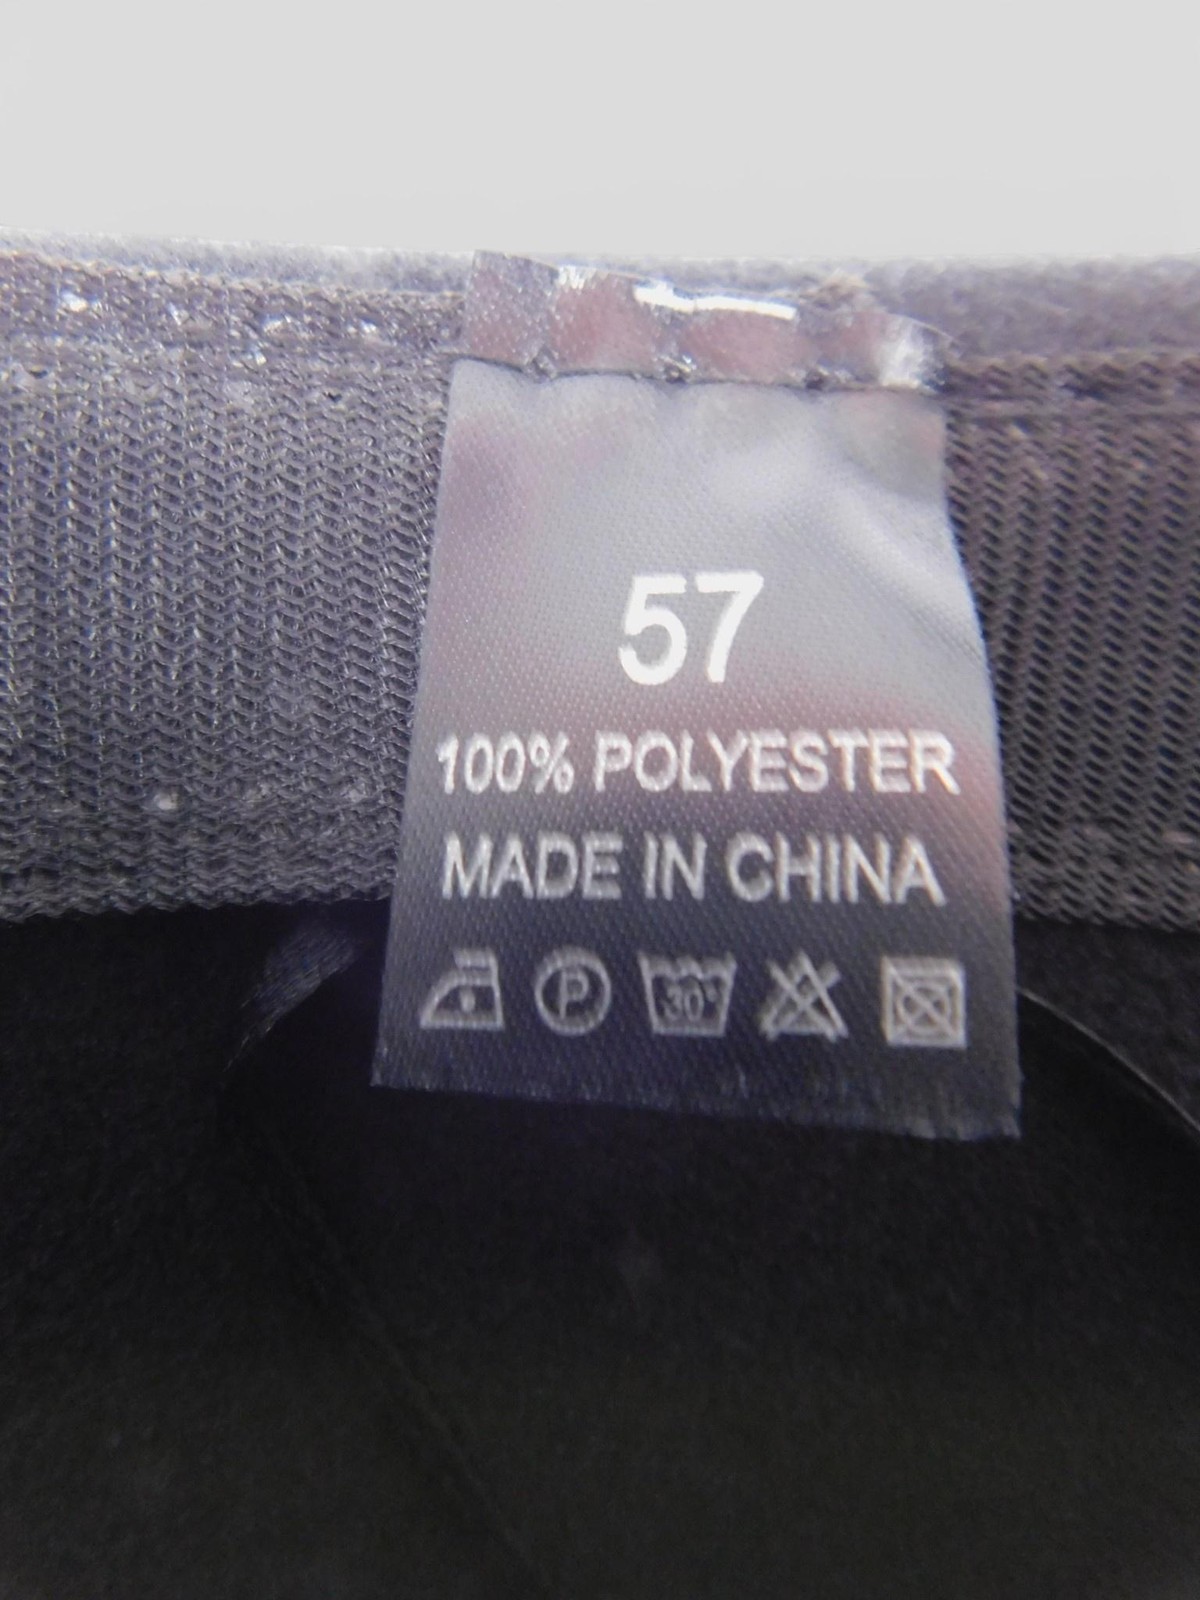 57
100% POLYESTER
MADE IN CHINA
P 30°